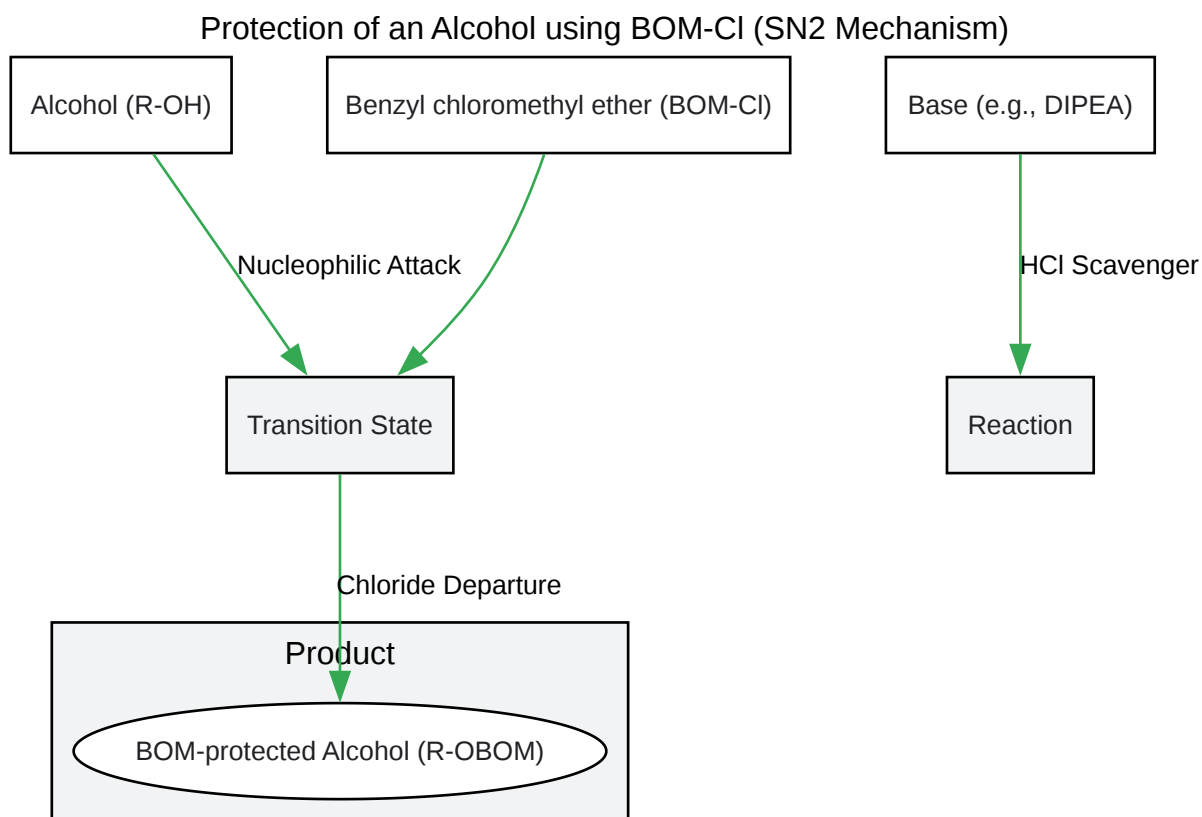 Protection of an Alcohol using BOM-Cl (SN2 Mechanism)
Alcohol (R-OH)
Benzyl chloromethyl ether (BOM-Cl)
Base (e.g., DIPEA)
Nucleophilic Attack
HCl Scavenger
Transition State
Reaction
Chloride Departure
Product
BOM-protected Alcohol (R-OBOM)